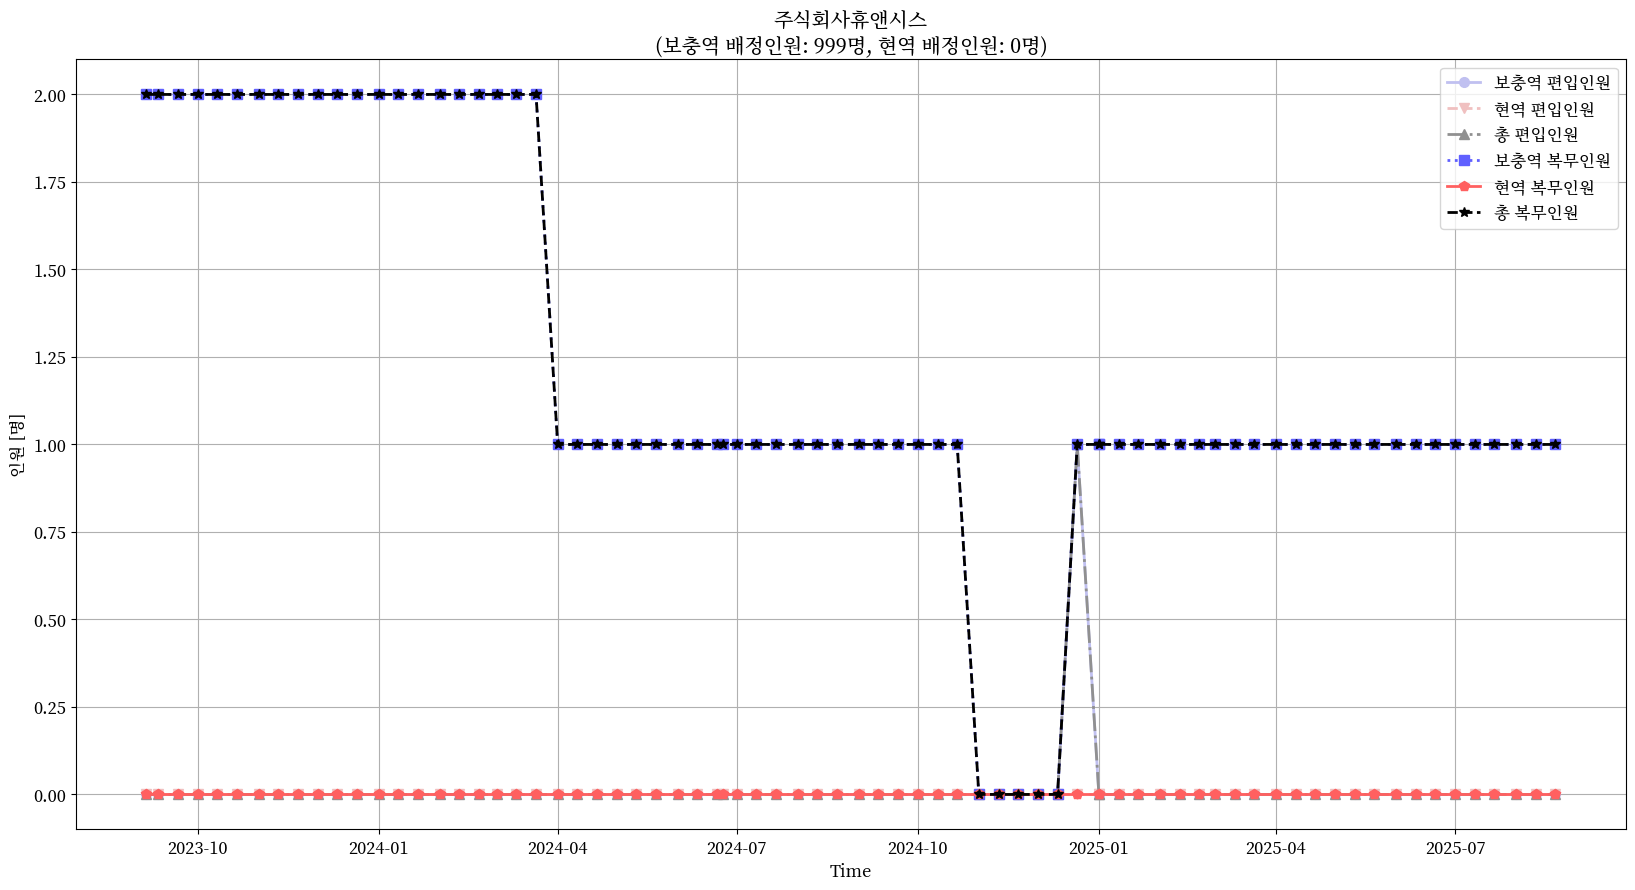 주식회사휴앤시스
(보충역 배정인원: 999명, 현역 배정인원: 0명)
보충역 편입인원
현역 편입인원
총 편입인원
보충역 복무인원
현역 복무인원
총 복무인원
인원 [명]
2.00
1.75
1.50
1.25
1.00
0.75
0.50
0.25
0.00
2023-10
2024-01
2024-04
2024-07
2024-10
2025-01
2025-04
2025-07
Time